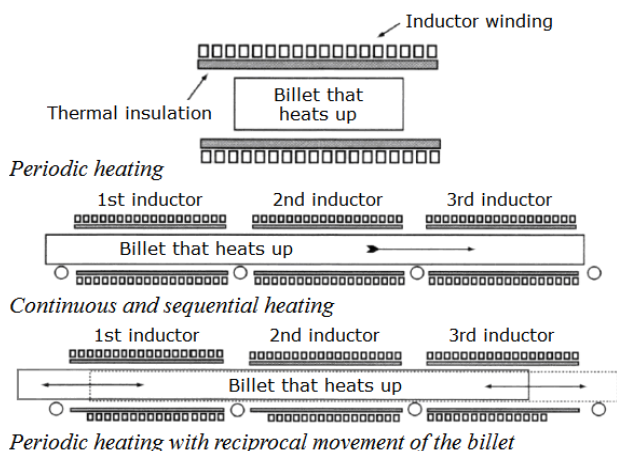 Inductor winding
Thermal insulation
Billet that
heats up
Periodic heating
1st inductor 2nd inductor 3rd inductor
Billet that heats up
Continuous and sequential heating
1st inductor 2nd inductor 3rd inductor
Billet that heats up
Periodic heating with reciprocal movement of the billet